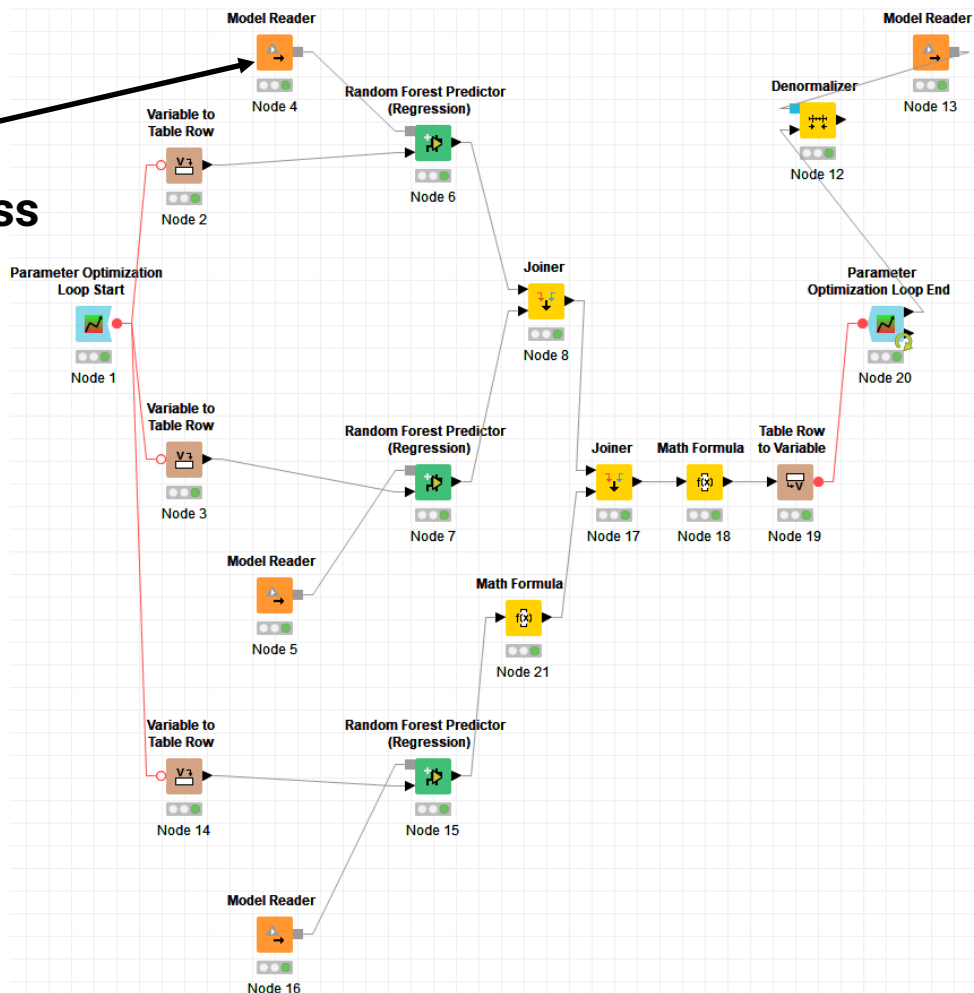 Model Reader
Node 4
Model Reader
Node 13
Random Forest Predictor
(Regression)
Node 6
Denormalizer
Node 12
Variable to
Table Row
Node 2
ss
Parameter Optimization
Loop Start
Node 1
Joiner
Node 8
Parameter
Optimization Loop End
Node 20
Variable to
Table Row
Node 3
Random Forest Predictor
(Regression)
Node 7
Joiner
Node 17
Math Formula
f(x)
Node 18
Table Row
to Variable
Node 19
Model Reader
Node 5
Math Formula
f(x)
Node 21
Variable to
Table Row
Node 14
Random Forest Predictor
(Regression)
Node 15
Model Reader
Node 16